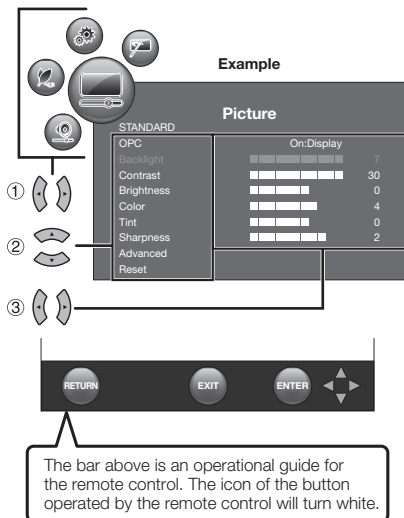 Example
Picture
STANDARD
OPC On:Display
Backlight 7
Contrast 30
Brightness 0
Color 4
Tint 0
Sharpness 2
Advanced
Reset
①
②
③
RETURN EXIT ENTER
The bar above is an operational guide for
the remote control. The icon of the button
operated by the remote control will turn white.